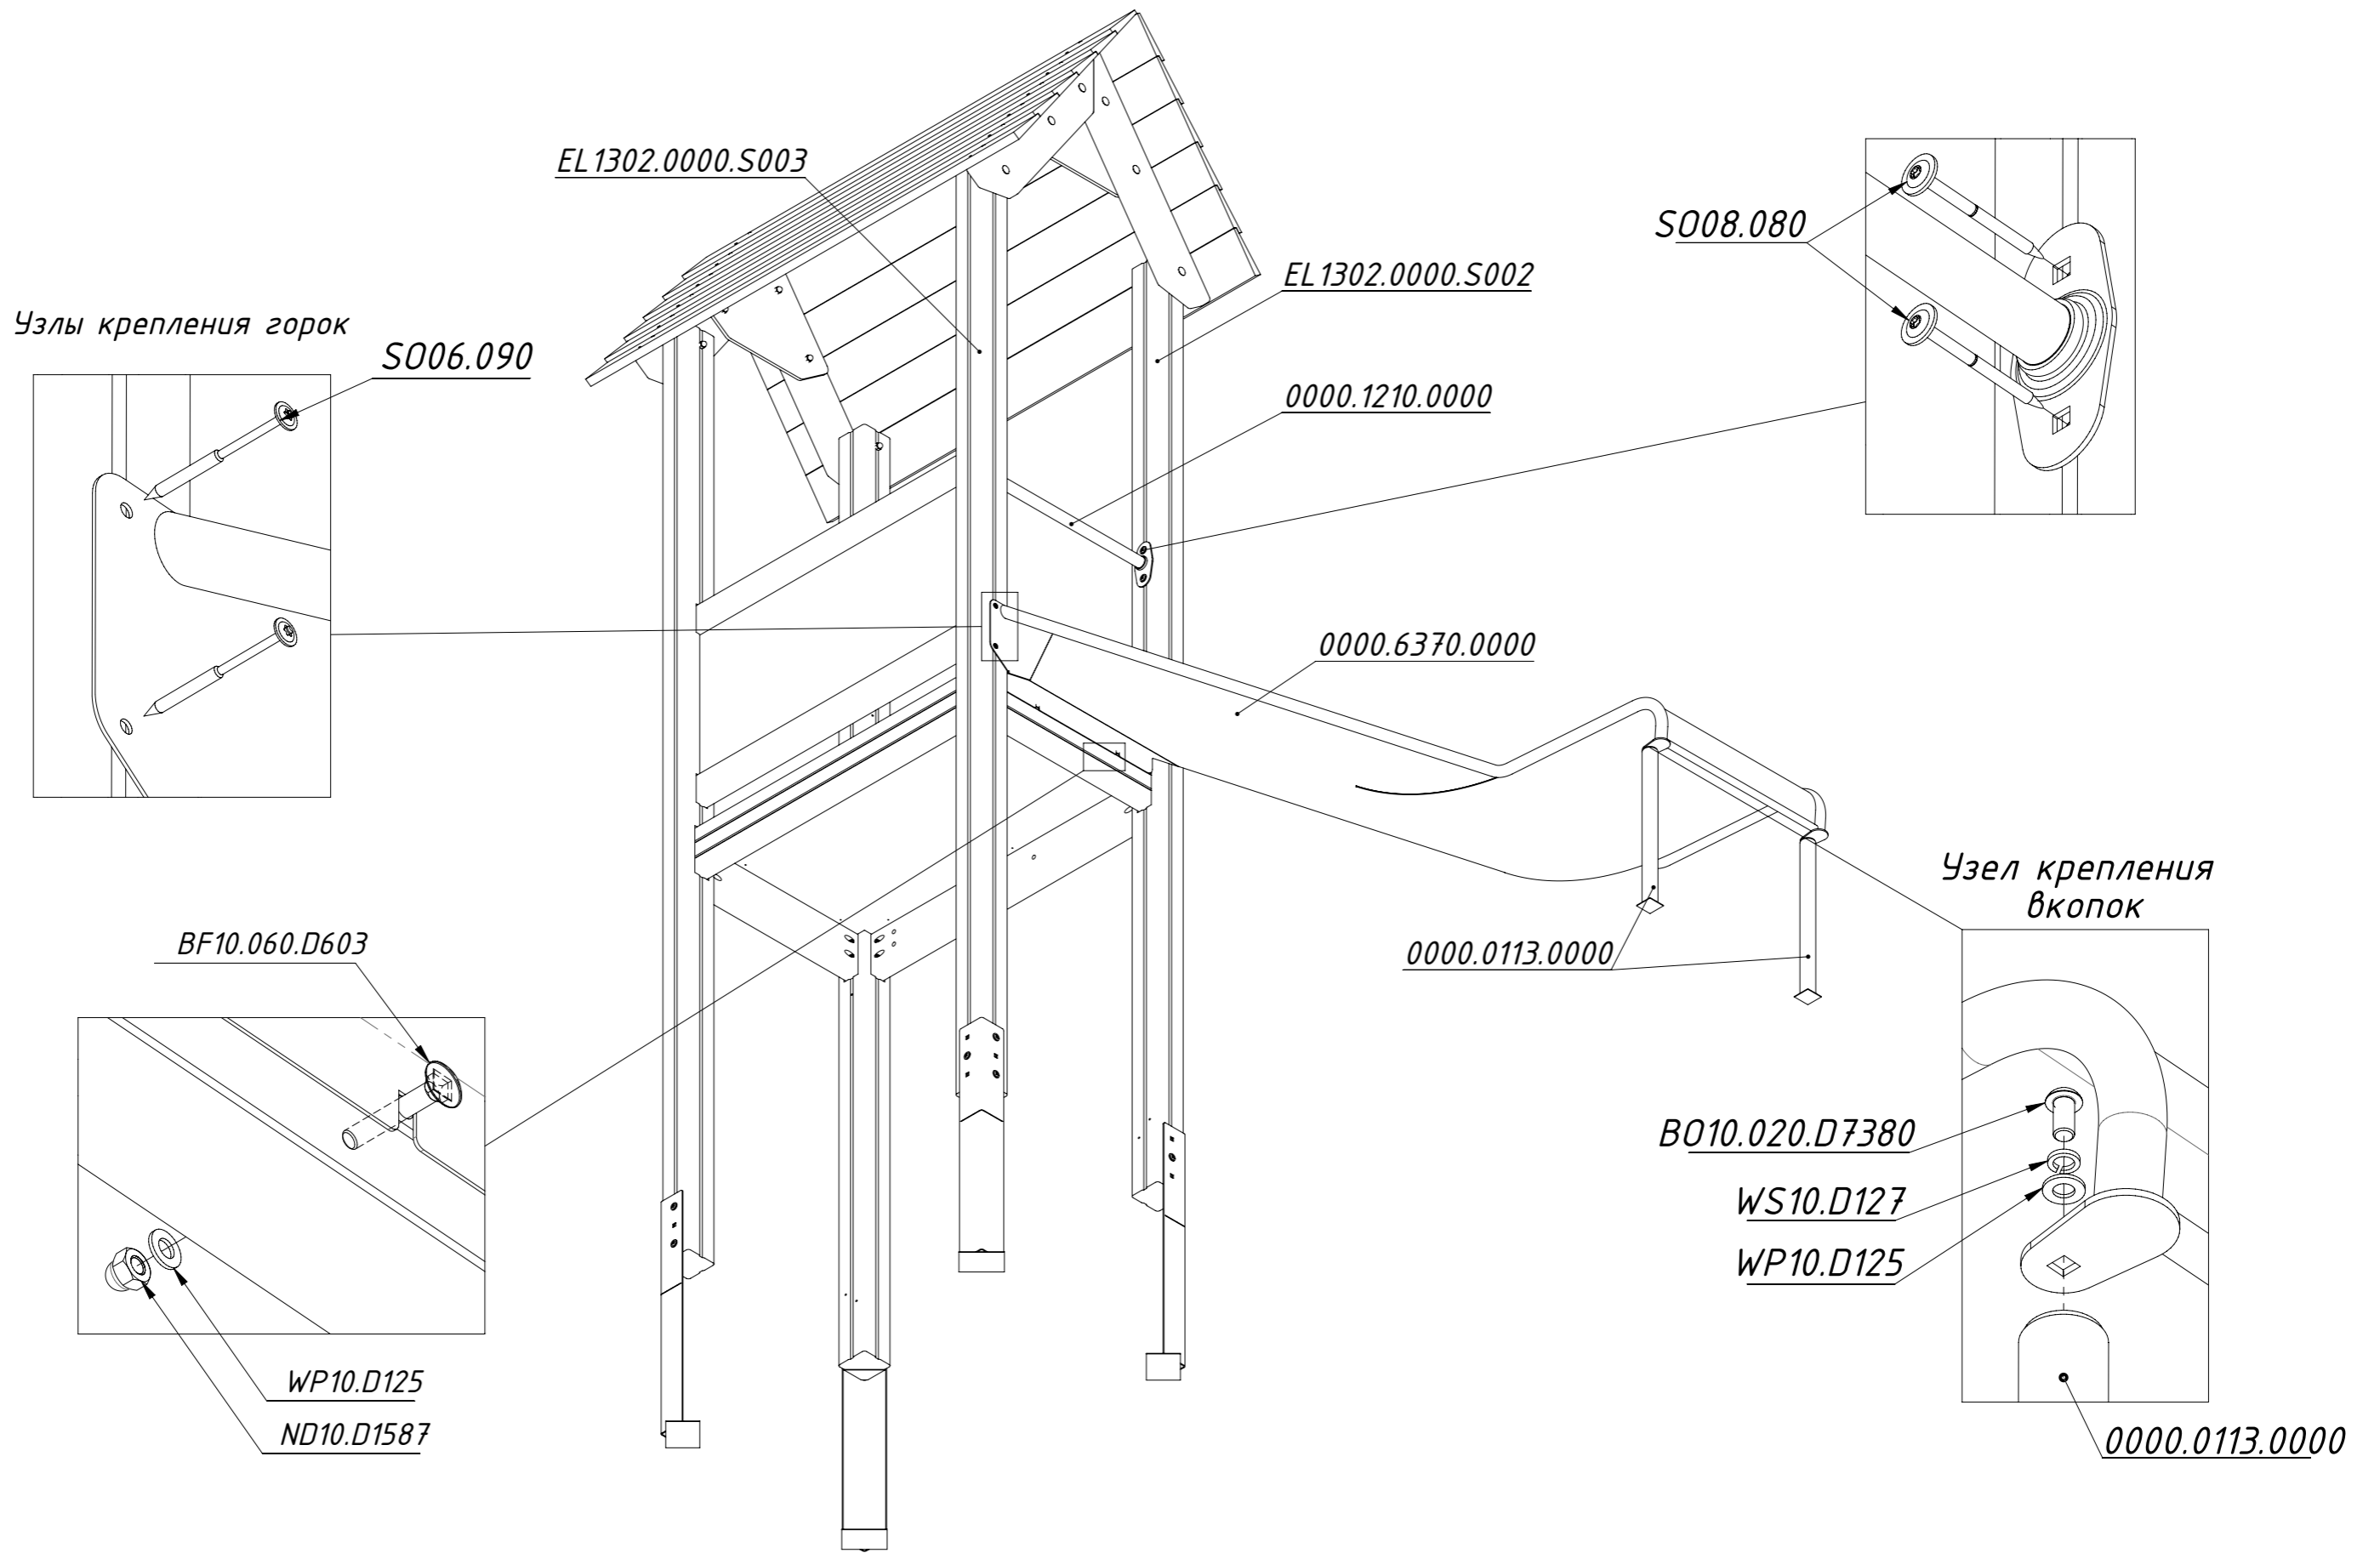 EL1302.0000.S003
SO08.080
EL1302.0000.S002
Узлы крепления горок
SO06.090
0000.1210.0000
0000.6370.0000
Узел крепления
вкопок
BF10.060.D603
0000.0113.0000
BO10.020.D7380
WS10.D127
WP10.D125
WP10.D125
ND10.D1587
0000.0113.0000